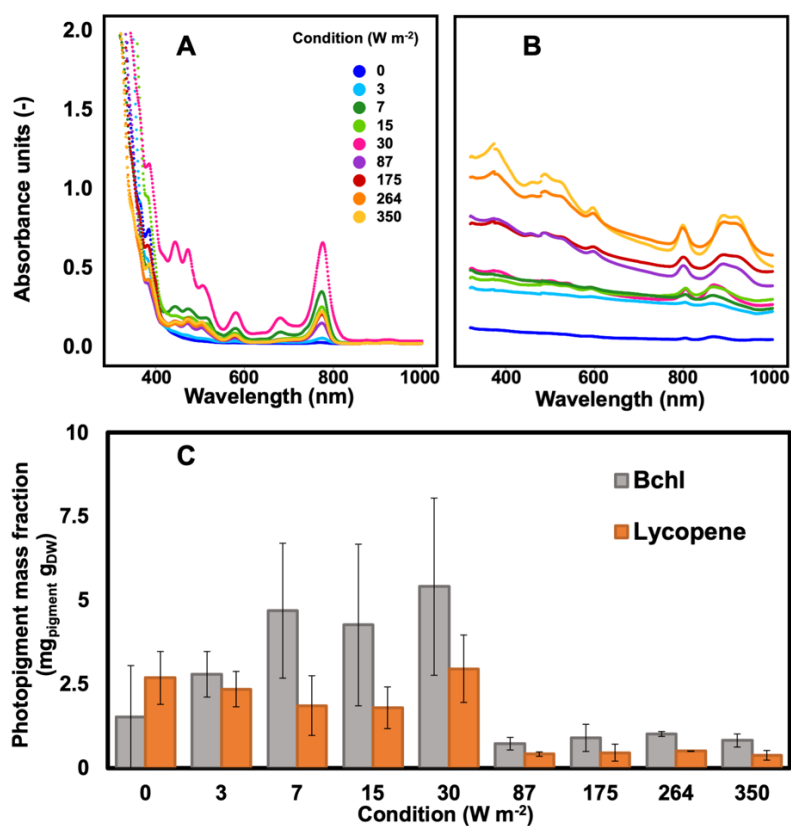 A
B
Condition (W m-2)
0
3
7
15
30
87
175
264
350
Absorbance units (-)
2.0
1.5
1.0
0.5
0.0
400 600 800 1000
Wavelength (nm)
400 600 800 1000
Wavelength (nm)
C
Photopigment mass fraction
(mgpigment gDW)
10
7.5
5
2.5
0
Bchl
Lycopene
0 3 7 15 30 87 175 264 350
Condition (W m-2)